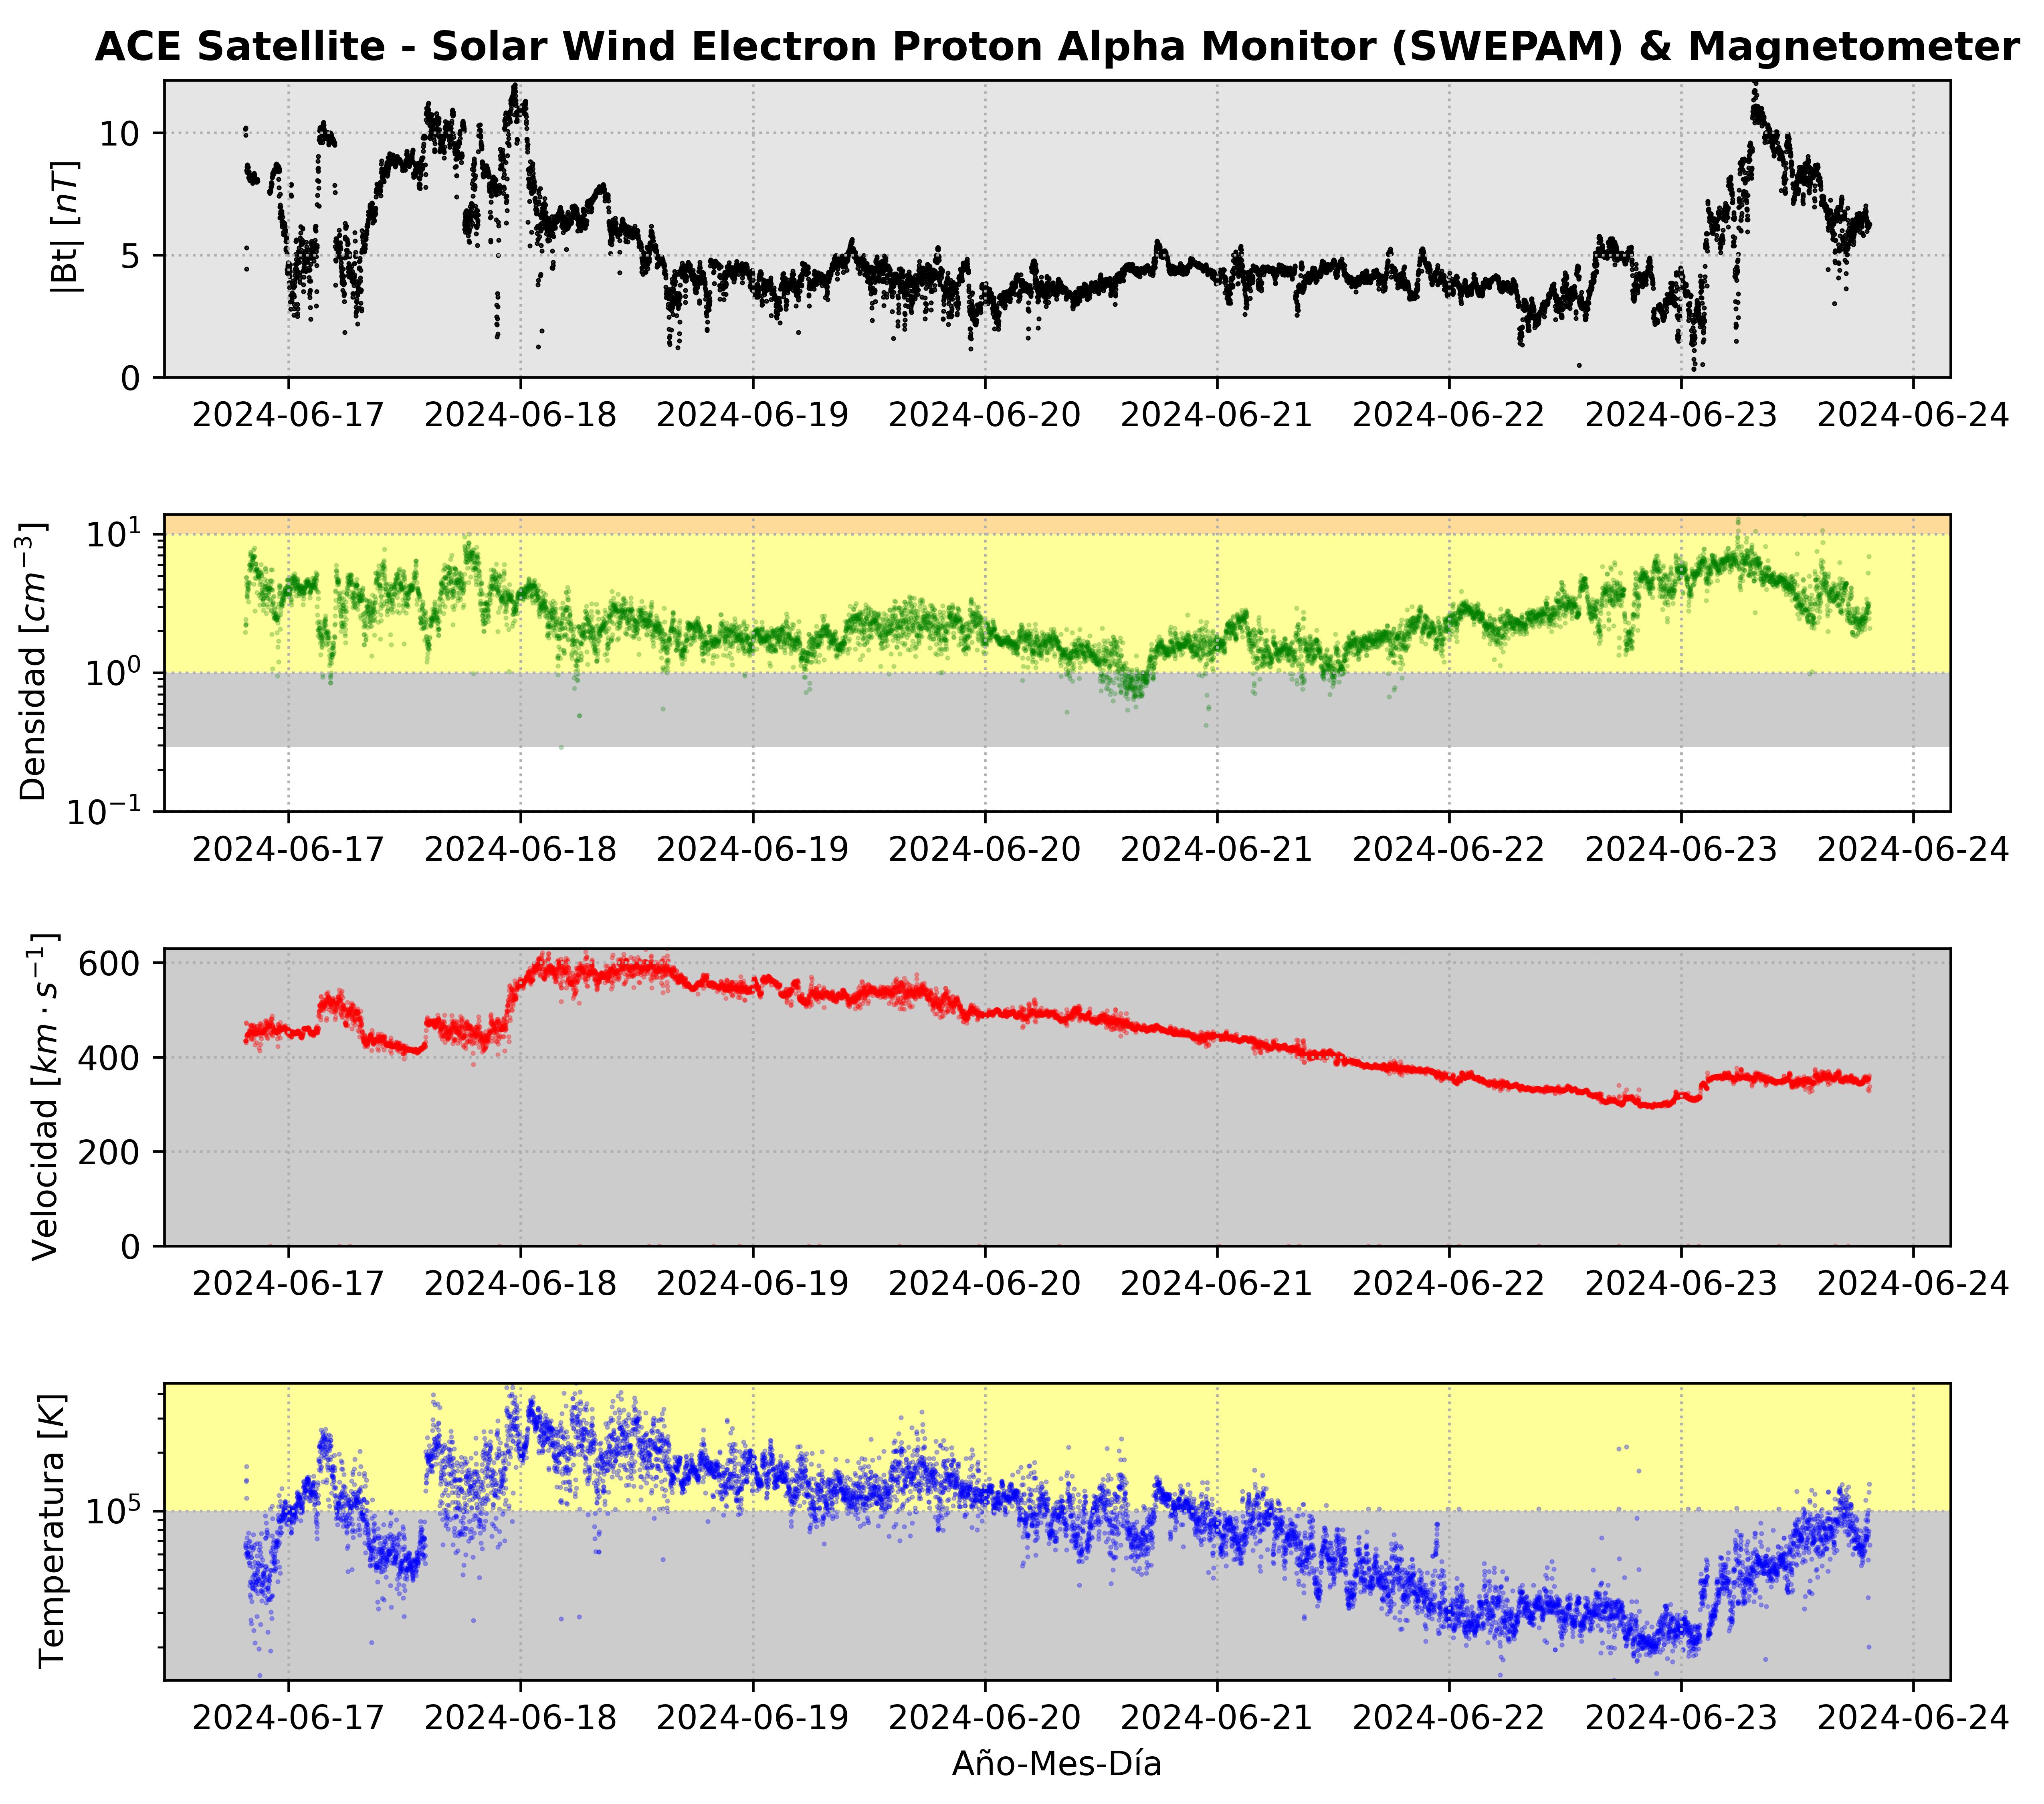 ACE Satellite - Solar Wind Electron Proton Alpha Monitor (SWEPAM) & Magnetometer
|Bt| [nT]
10
5
0
2024-06-17 2024-06-18 2024-06-19 2024-06-20 2024-06-21 2024-06-22 2024-06-23 2024-06-24
Densidad [cm⁻³]
10¹
10⁰
10⁻¹
2024-06-17 2024-06-18 2024-06-19 2024-06-20 2024-06-21 2024-06-22 2024-06-23 2024-06-24
Velocidad [km · s⁻¹]
600
400
200
0
2024-06-17 2024-06-18 2024-06-19 2024-06-20 2024-06-21 2024-06-22 2024-06-23 2024-06-24
Temperatura [K]
10⁵
2024-06-17 2024-06-18 2024-06-19 2024-06-20 2024-06-21 2024-06-22 2024-06-23 2024-06-24
Año-Mes-Día